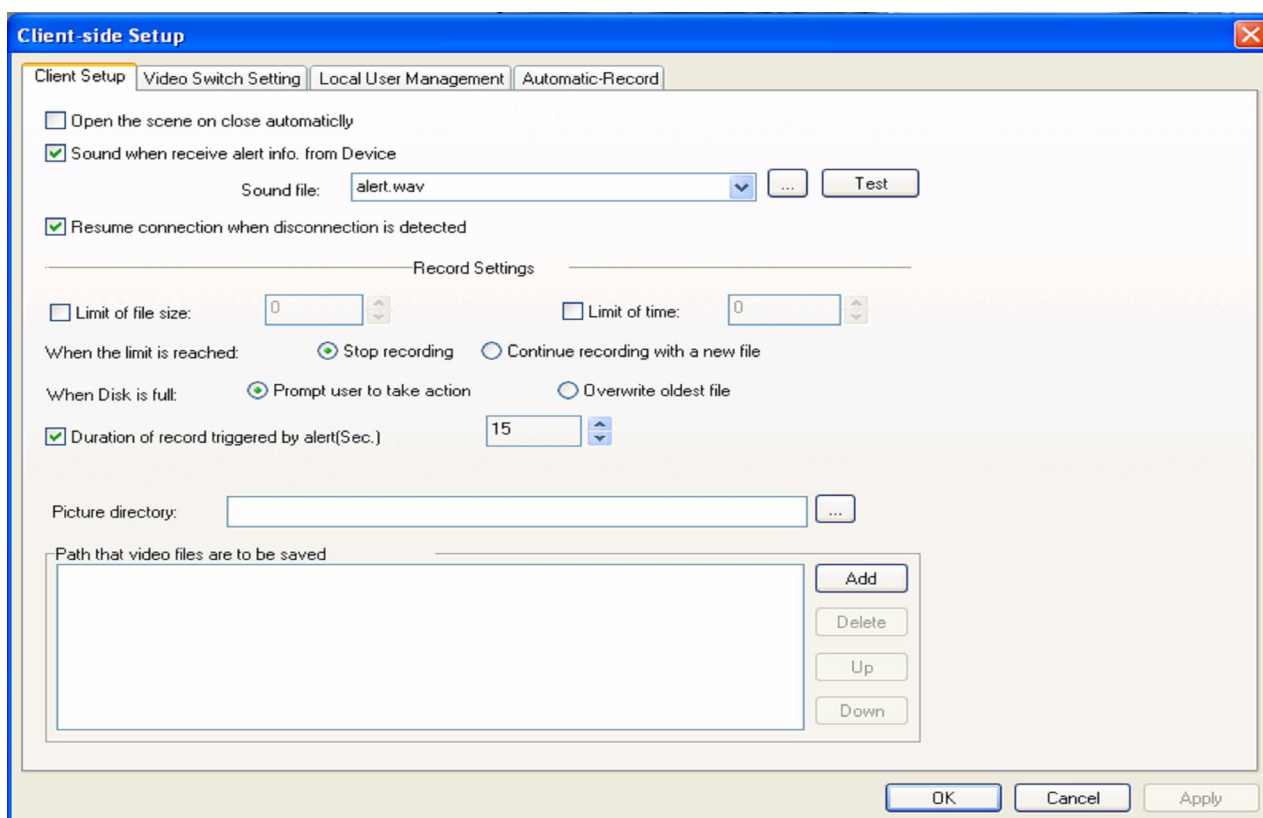 Client-side Setup
Client Setup Video Switch Setting Local User Management Automatic-Record
Open the scene on close automaticlly
Sound when receive alert info. from Device
Sound file: alert.wav ... Test
Resume connection when disconnection is detected
Record Settings
Limit of file size: 0 Limit of time: 0
When the limit is reached: Stop recording Continue recording with a new file
When Disk is full: Prompt user to take action Overwrite oldest file
Duration of record triggered by alert(Sec.) 15
Picture directory: ...
Path that video files are to be saved
Add
Delete
Up
Down
OK Cancel Apply